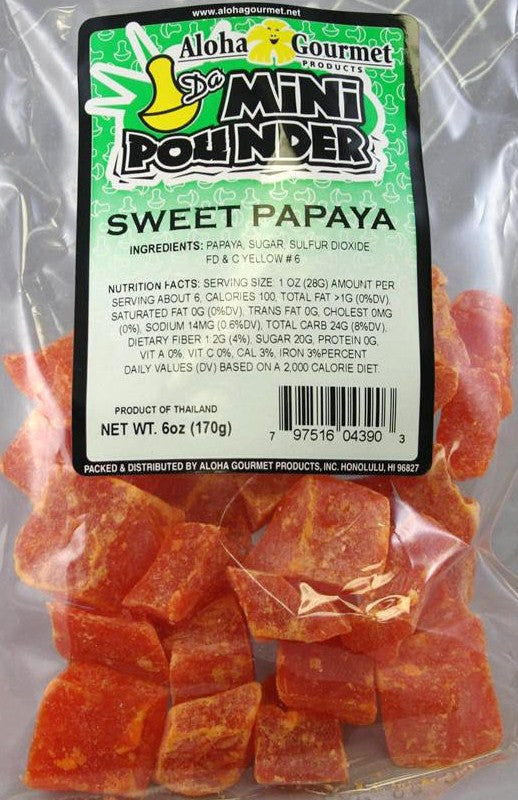 www.alohagourmet.net
Aloha Gourmet
PRODUCTS
Da MiNi
POUNDER
SWEET PAPAYA
INGREDIENTS: PAPAYA, SUGAR, SULFUR DIOXIDE
FD & C YELLOW # 6
NUTRITION FACTS: SERVING SIZE: 1 OZ (28G) AMOUNT PER
SERVING ABOUT 6, CALORIES 100, TOTAL FAT >1G (0%DV),
SATURATED FAT 0G (0%DV), TRANS FAT 0G, CHOLEST 0MG
(0%), SODIUM 14MG (0.6%DV), TOTAL CARB 24G (8%DV),
DIETARY FIBER 1.2G (4%), SUGAR 20G, PROTEIN 0G,
VIT A 0%, VIT C 0%, CAL 3%, IRON 3%PERCENT
DAILY VALUES (DV) BASED ON A 2,000 CALORIE DIET.
PRODUCT OF THAILAND
NET WT. 6oz (170g)
7 97516 04390 3
PACKED & DISTRIBUTED BY ALOHA GOURMET PRODUCTS, INC. HONOLULU, HI 96827